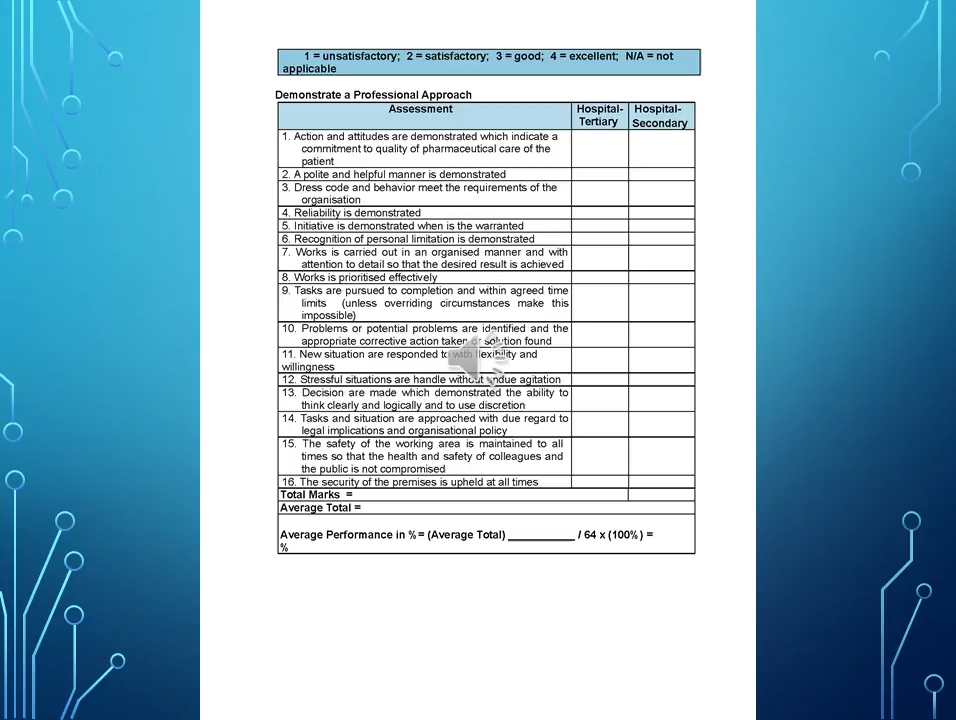 1 = unsatisfactory; 2 = satisfactory; 3 = good; 4 = excellent; N/A = not
applicable
Demonstrate a Professional Approach
Assessment
Hospital-
Tertiary
Hospital-
Secondary
1. Action and attitudes are demonstrated which indicate a
commitment to quality of pharmaceutical care of the
patient
2. A polite and helpful manner is demonstrated
3. Dress code and behavior meet the requirements of the
organisation
4. Reliability is demonstrated
5. Initiative is demonstrated when is the warranted
6. Recognition of personal limitation is demonstrated
7. Works is carried out in an organised manner and with
attention to detail so that the desired result is achieved
8. Works is prioritised effectively
9. Tasks are pursued to completion and within agreed time
limits (unless overriding circumstances make this
impossible)
10. Problems or potential problems are identified and the
appropriate corrective action taken or solution found
11. New situation are responded to with flexibility and
willingness
12. Stressful situations are handle without undue agitation
13. Decision are made which demonstrated the ability to
think clearly and logically and to use discretion
14. Tasks and situation are approached with due regard to
legal implications and organisational policy
15. The safety of the working area is maintained to all
times so that the health and safety of colleagues and
the public is not compromised
16. The security of the premises is upheld at all times
Total Marks =
Average Total =
Average Performance in %= (Average Total) ___________ / 64 x (100%) =
%